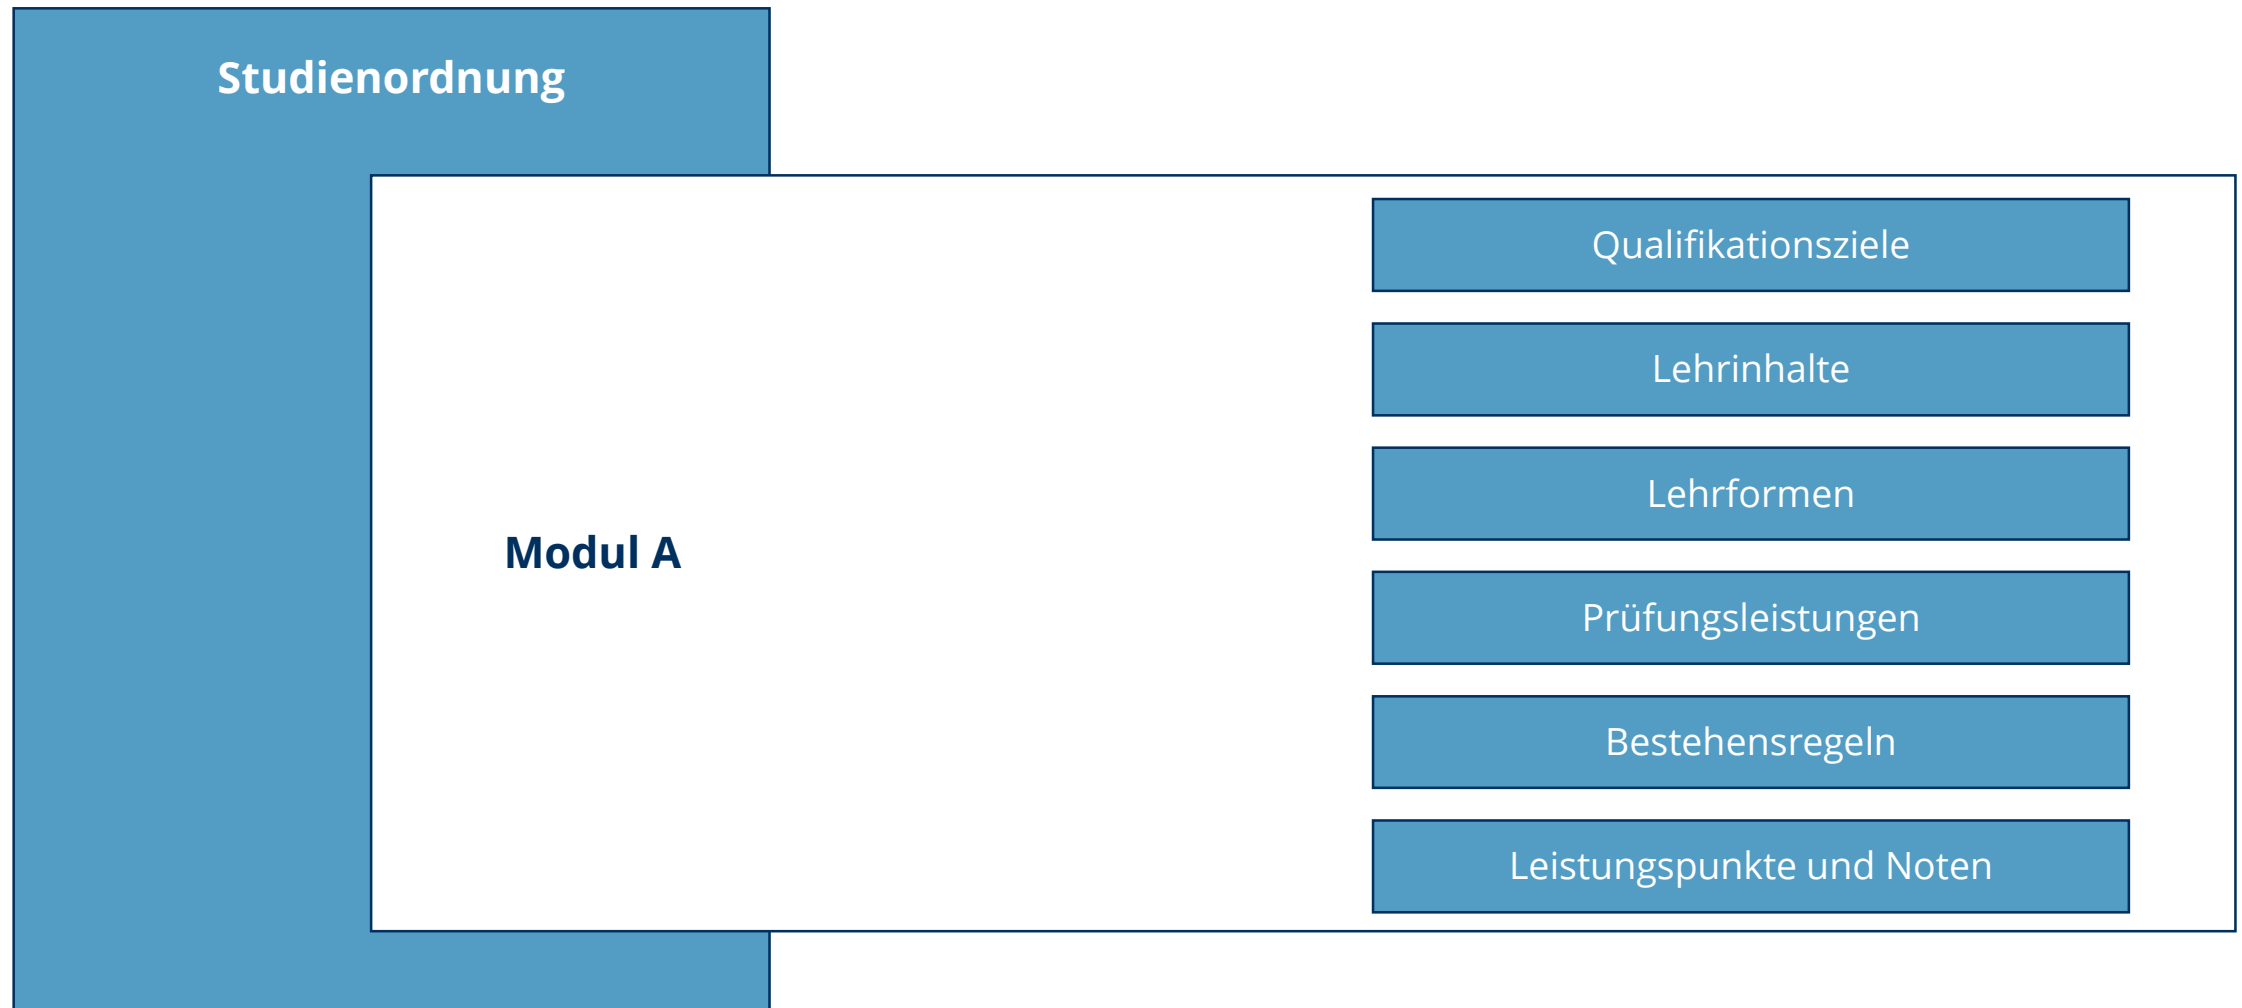 Studienordnung
Modul A
Qualifikationsziele
Lehrinhalte
Lehrformen
Prüfungsleistungen
Bestehensregeln
Leistungspunkte und Noten